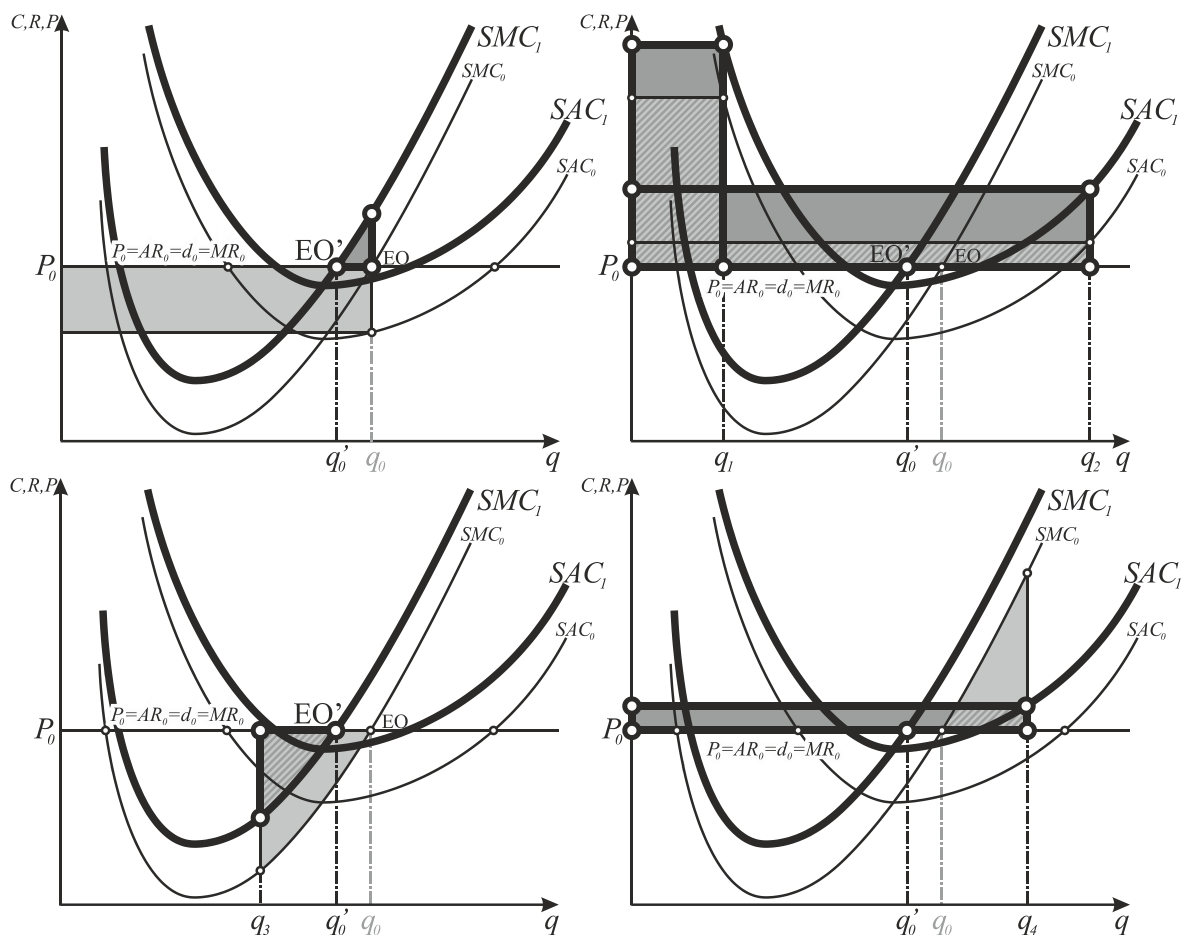 C,R,P
SMC₁
SMC₀
SAC₁
SAC₀
P₀=AR₀=d₀=MR₀
EO’
EO
P₀
q₀’ q₀ q
C,R,P
SMC₁
SMC₀
SAC₁
SAC₀
P₀
EO’ EO
P₀=AR₀=d₀=MR₀
q₁ q₀’ q₀ q₂ q
C,R,P
SMC₁
SMC₀
SAC₁
SAC₀
P₀=AR₀=d₀=MR₀
EO’
EO
P₀
q₃ q₀’ q₀ q
C,R,P
SMC₁
SMC₀
SAC₁
SAC₀
P₀
P₀=AR₀=d₀=MR₀
q₀’ q₀ q₄ q